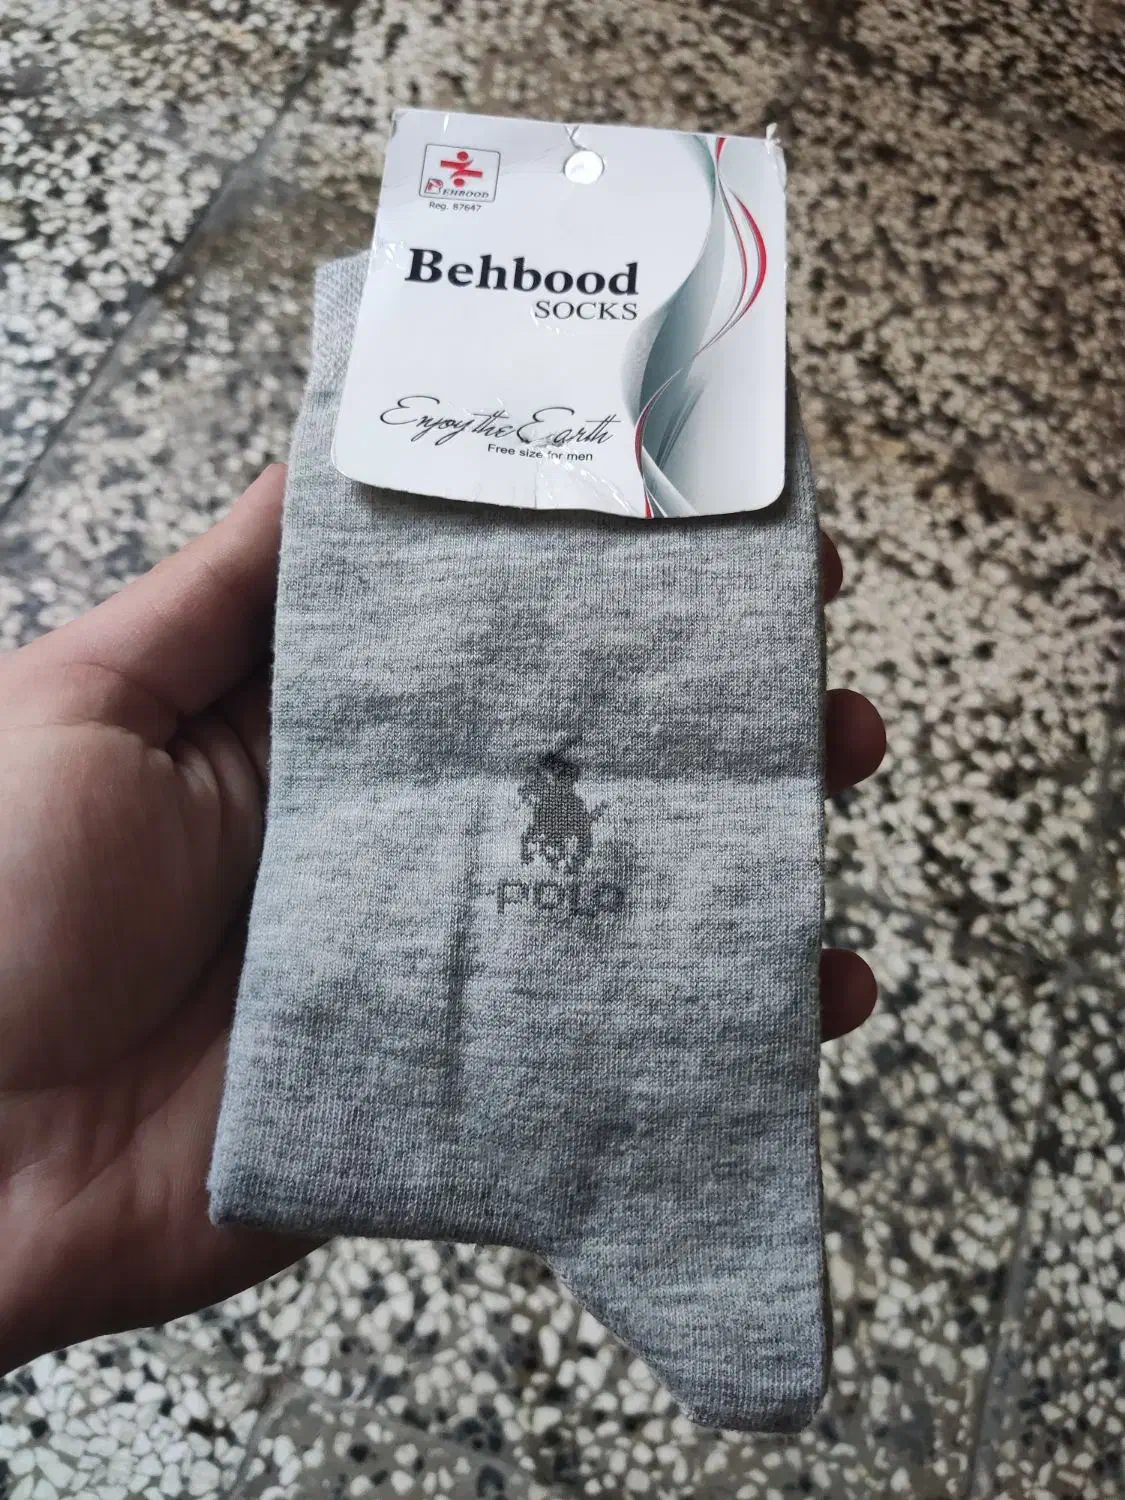 BEHBOOD
Reg. 87647
Behbood
SOCKS
Enjoy the Earth
Free size for men
POLO